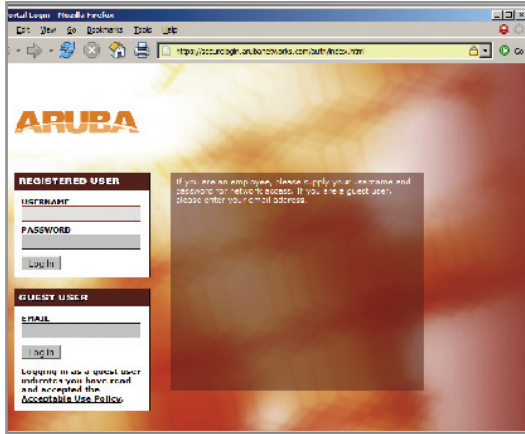 ortal Login - Mozilla Firefox
Edit View Go Bookmarks Tools Help
https://securelogin.arubanetworks.com/auth/index.html
Go
ARUBA
REGISTERED USER
USERNAME
PASSWORD
Log In
If you are an employee, please supply your username and
password for network access. If you are a guest user,
please enter your email address.
GUEST USER
EMAIL
Log In
Logging in as a guest user
indicates you have read
and accepted the
Acceptable Use Policy.